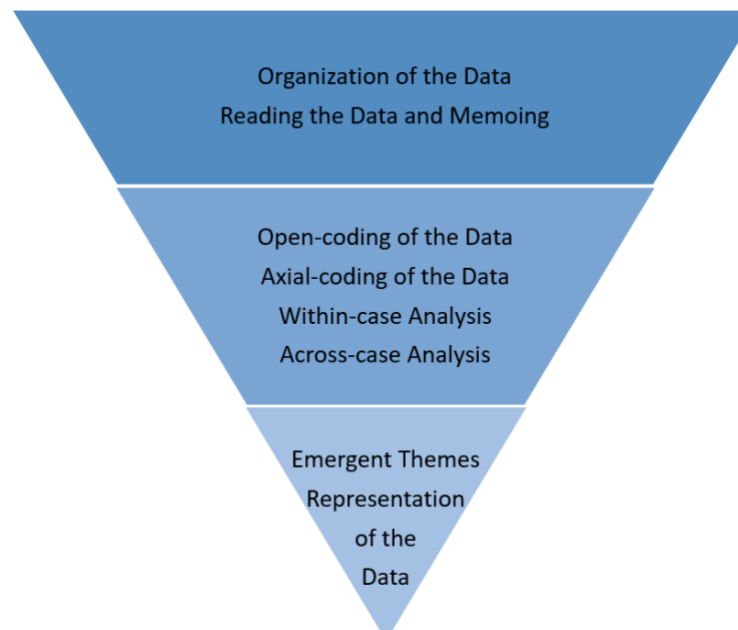 Organization of the Data
Reading the Data and Memoing
Open-coding of the Data
Axial-coding of the Data
Within-case Analysis
Across-case Analysis
Emergent Themes
Representation
of the
Data